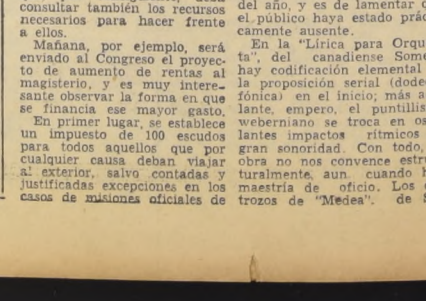 consultar también los recursos
necesarios para hacer frente
a ellos.
Mañana, por ejemplo, será
enviado al Congreso el proyec-
to de aumento de rentas al
magisterio, y es muy intere-
sante observar la forma en que
se financia ese mayor gasto.
En primer lugar, se establece
un impuesto de 100 escudos
para todos aquellos que por
cualquier causa deban viajar
al exterior, salvo contadas y
justificadas excepciones en los
casos de misiones oficiales de
del año, y es de lamentar
el público haya estado prác
camente ausente.
En la "Lírica para Orqu
ta", del canadiense Some
hay codificación elemental
la proposición serial (dode
fónica) en el inicio; más a
lante, empero, el puntillis
weberniano se troca en os
lantes impactos rítmicos
gran sonoridad. Con todo,
obra no nos convence estru
turalmente, aun cuando h
maestría de oficio. Los
trozos de "Medea", de S